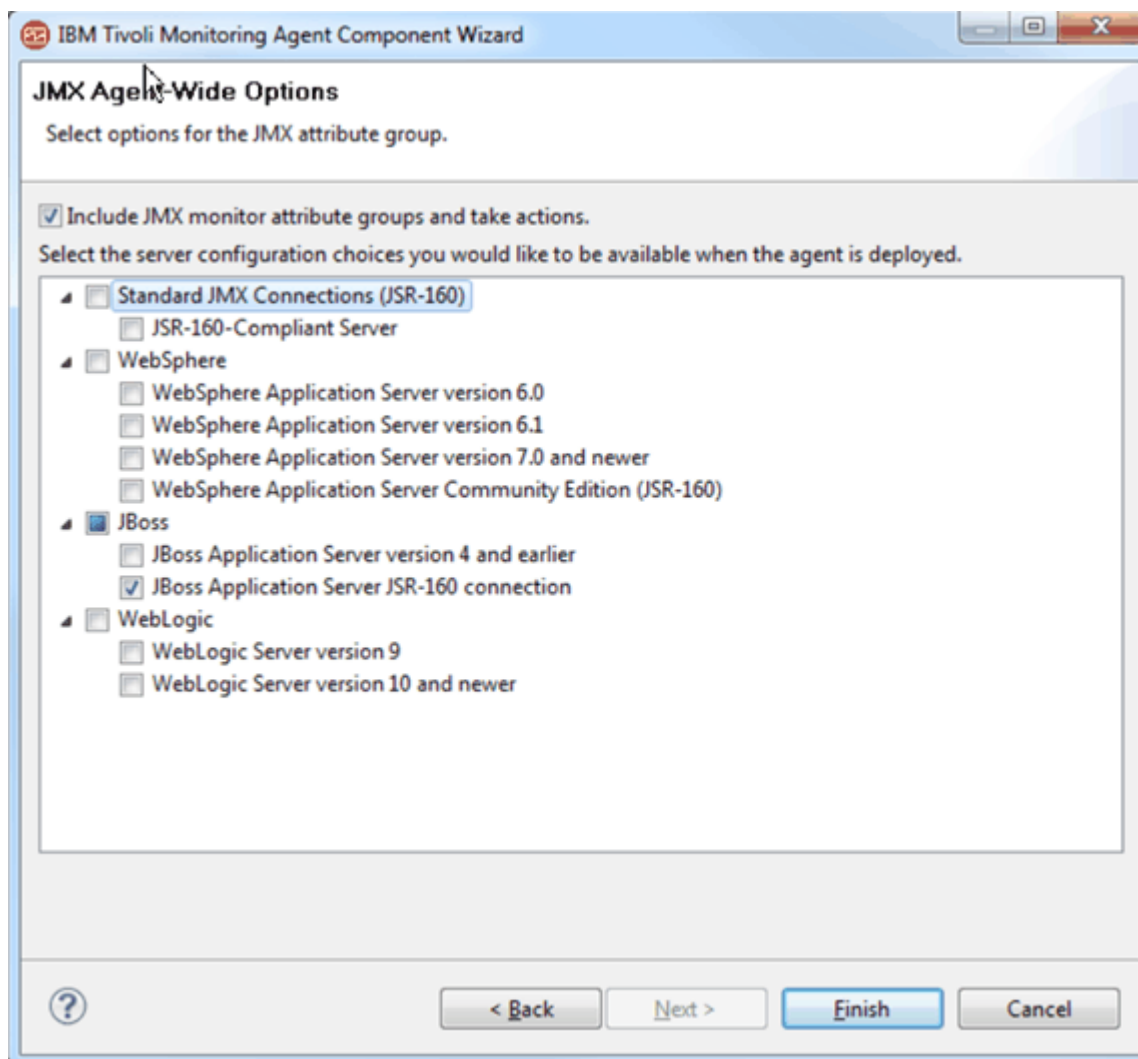 IBM Tivoli Monitoring Agent Component Wizard
JMX Agent-Wide Options
Select options for the JMX attribute group.
Include JMX monitor attribute groups and take actions.
Select the server configuration choices you would like to be available when the agent is deployed.
Standard JMX Connections (JSR-160)
JSR-160-Compliant Server
WebSphere
WebSphere Application Server version 6.0
WebSphere Application Server version 6.1
WebSphere Application Server version 7.0 and newer
WebSphere Application Server Community Edition (JSR-160)
JBoss
JBoss Application Server version 4 and earlier
JBoss Application Server JSR-160 connection
WebLogic
WebLogic Server version 9
WebLogic Server version 10 and newer
? < Back Next > Finish Cancel